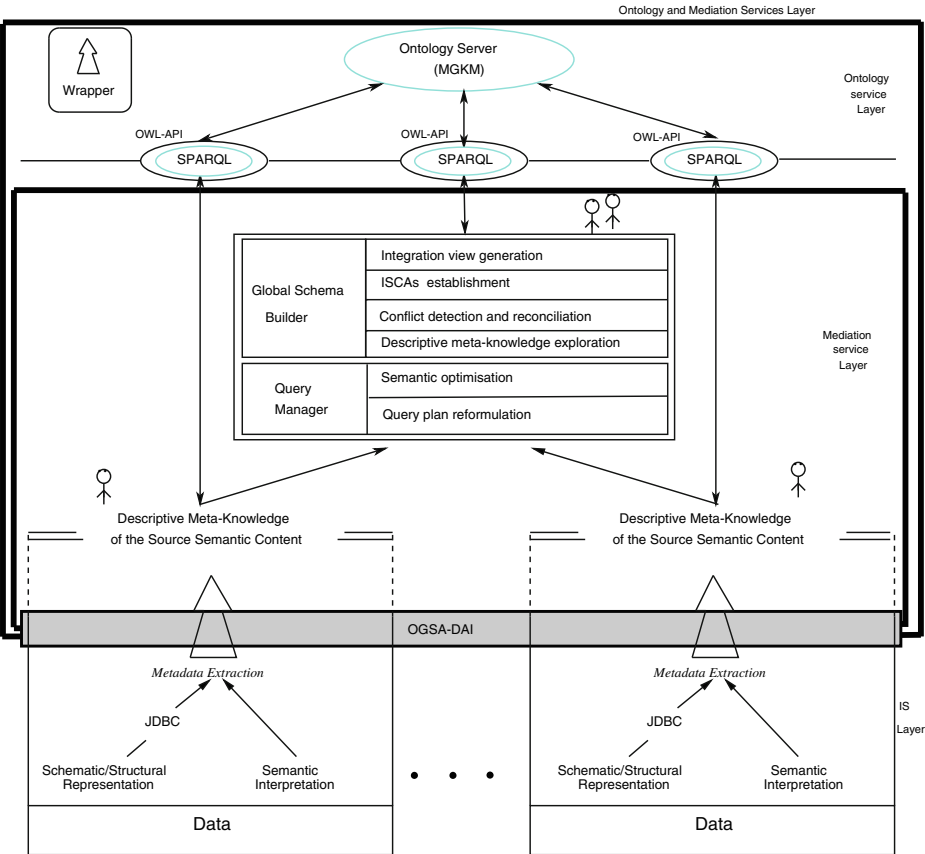 Ontology and Mediation Services Layer
Wrapper
Ontology Server
(MGKM)
Ontology
service
Layer
OWL-API
OWL-API
OWL-API
SPARQL
SPARQL
SPARQL
Global Schema
Builder
Integration view generation
ISCAs establishment
Conflict detection and reconciliation
Descriptive meta-knowledge exploration
Query
Manager
Semantic optimisation
Query plan reformulation
Mediation
service
Layer
Descriptive Meta-Knowledge
of the Source Semantic Content
Descriptive Meta-Knowledge
of the Source Semantic Content
OGSA-DAI
Metadata Extraction
JDBC
Schematic/Structural
Representation
Semantic
Interpretation
Data
Metadata Extraction
JDBC
Schematic/Structural
Representation
Semantic
Interpretation
Data
IS
Layer